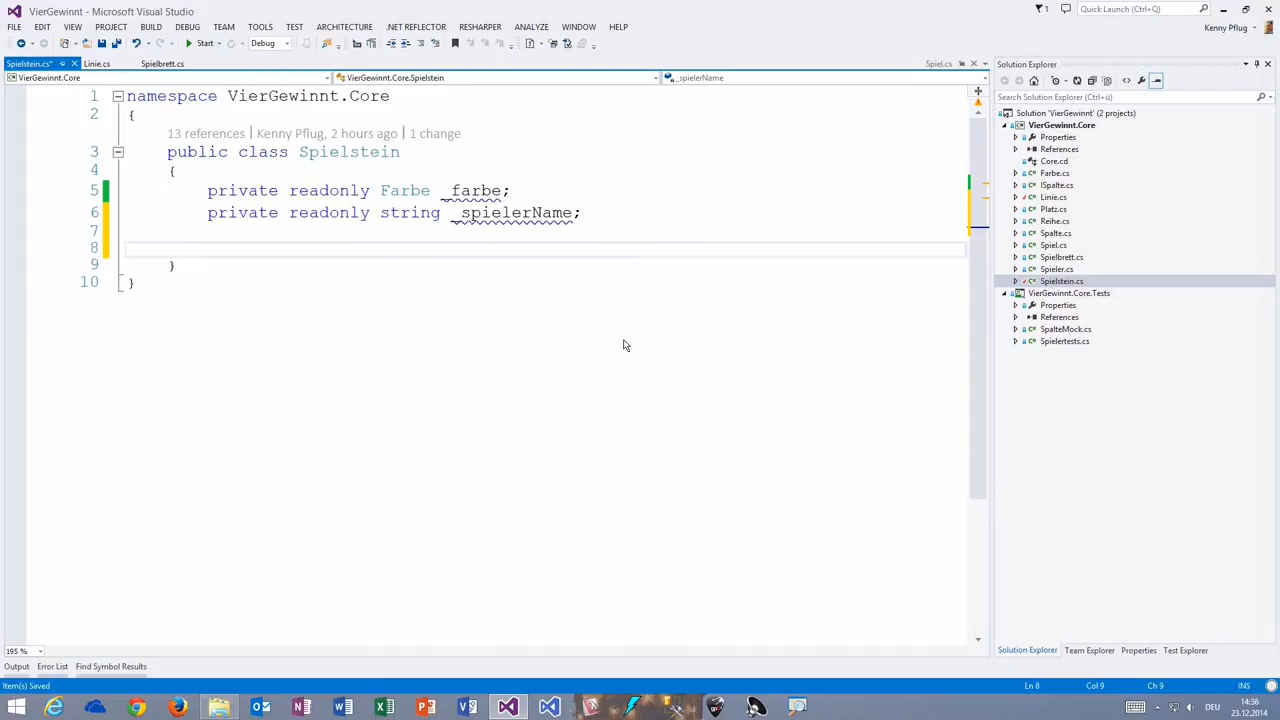 VierGewinnt - Microsoft Visual Studio
1
Quick Launch (Ctrl+Q)
FILE EDIT VIEW PROJECT BUILD DEBUG TEAM TOOLS TEST ARCHITECTURE RESHARPER ANALYZE WINDOW HELP
Kenny Pflug
Start
Debug
Spielstein.cs* Linie.cs Spielbrett.cs Spiel.cs
VierGewinnt.Core VierGewinnt.Core.Spielstein _spielerName
1 namespace VierGewinnt.Core
2 {
13 references | Kenny Pflug, 2 hours ago | 1 change
3 public class Spielstein
4 {
5 private readonly Farbe _farbe;
6 private readonly string _spielerName;
7
8
9 }
10 }
Solution Explorer
Search Solution Explorer (Ctrl+ü)
Solution 'VierGewinnt' (2 projects)
VierGewinnt.Core
Properties
References
Core.cd
Farbe.cs
ISpalte.cs
Linie.cs
Platz.cs
Reihe.cs
Spalte.cs
Spiel.cs
Spielbrett.cs
Spieler.cs
Spielstein.cs
VierGewinnt.Core.Tests
Properties
References
SpalteMock.cs
Spielertests.cs
195 %
Solution Explorer Team Explorer Properties Test Explorer
Output Error List Find Symbol Results
Item(s) Saved Ln 8 Col 9 Ch 9 INS
DEU
14:36
23.12.2014